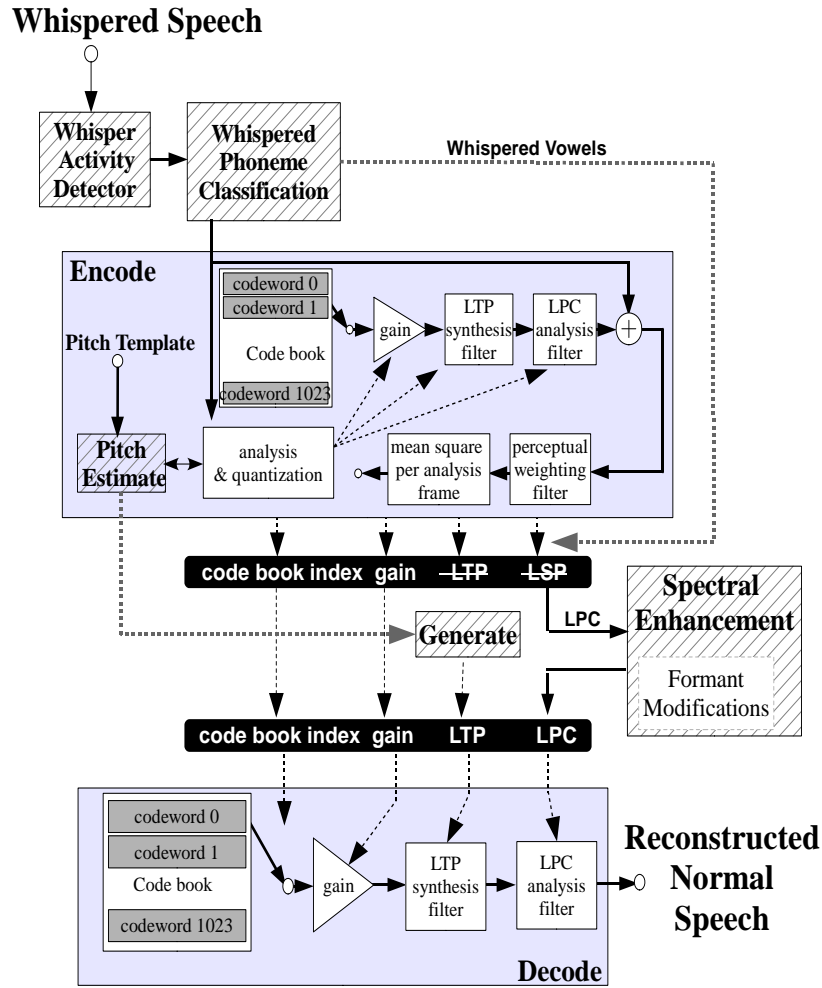 Whispered Speech
Whisper
Activity
Detector
Whispered
Phoneme
Classification
Whispered Vowels
Encode
codeword 0
codeword 1
Code book
codeword 1023
gain
LTP
synthesis
filter
LPC
analysis
filter
+
Pitch Template
Pitch
Estimate
analysis
& quantization
mean square
per analysis
frame
perceptual
weighting
filter
code book index gain LTP LSP
Generate
LPC
Spectral
Enhancement
Formant
Modifications
code book index gain LTP LPC
codeword 0
codeword 1
Code book
codeword 1023
gain
LTP
synthesis
filter
LPC
analysis
filter
Reconstructed
Normal
Speech
Decode